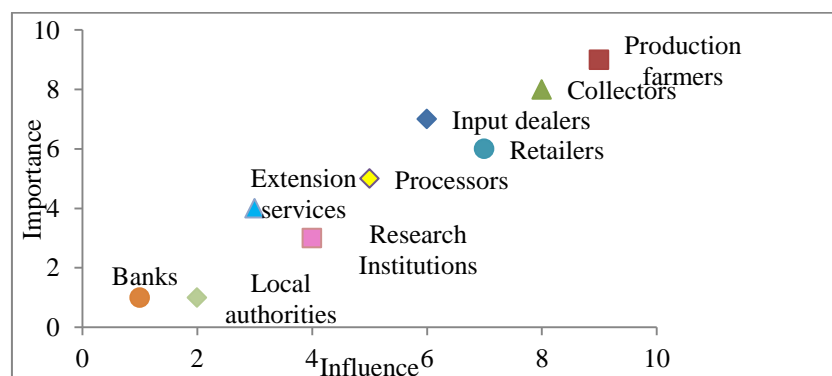 10
8
6
4
2
0
Importance
Production
farmers
Collectors
Input dealers
Retailers
Extension
services
Processors
Research
Institutions
Banks
Local
authorities
0 2 4 6 8 10
Influence